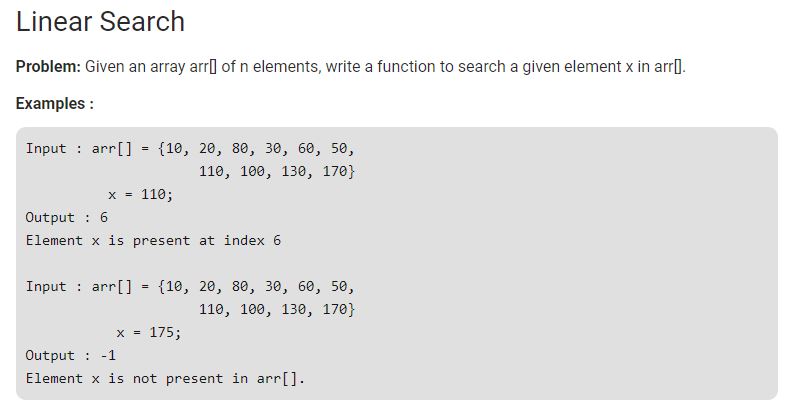 Linear Search
Problem: Given an array arr[] of n elements, write a function to search a given element x in arr[].
Examples :
Input : arr[] = {10, 20, 80, 30, 60, 50,
110, 100, 130, 170}
x = 110;
Output : 6
Element x is present at index 6
Input : arr[] = {10, 20, 80, 30, 60, 50,
110, 100, 130, 170}
x = 175;
Output : -1
Element x is not present in arr[].